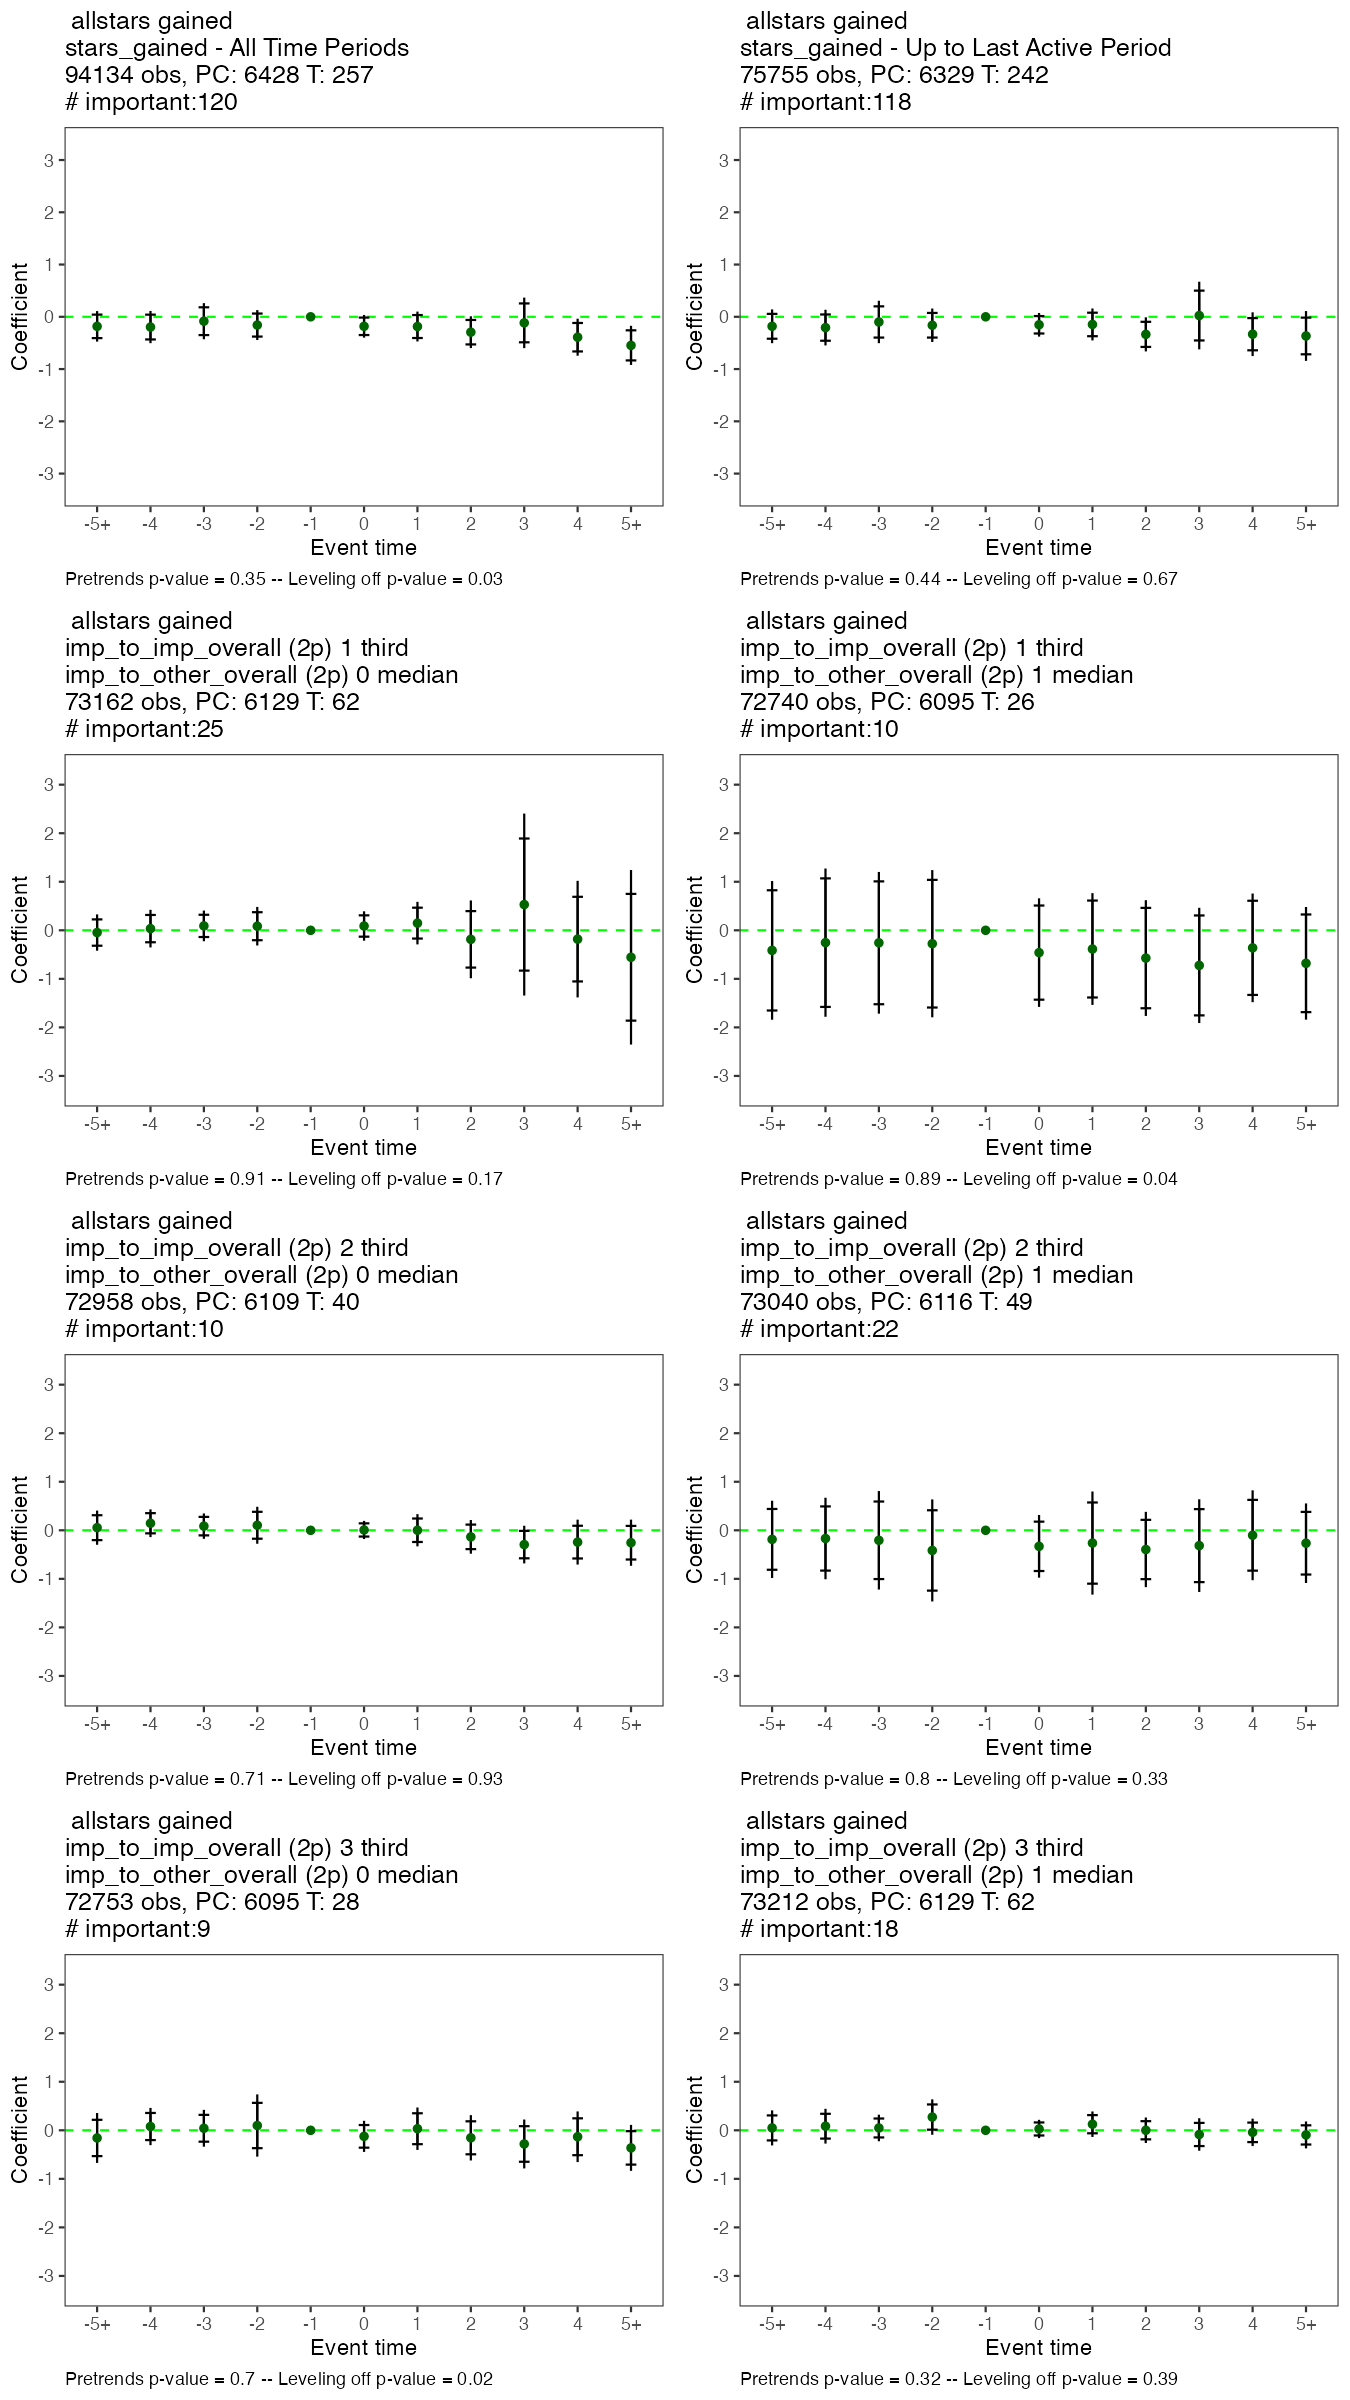 allstars gained
stars_gained - All Time Periods
94134 obs, PC: 6428 T: 257
# important:120
3
2
1
0
-1
-2
-3
Coefficient
-5+ -4 -3 -2 -1 0 1 2 3 4 5+
Event time
Pretrends p-value = 0.35 -- Leveling off p-value = 0.03
allstars gained
stars_gained - Up to Last Active Period
75755 obs, PC: 6329 T: 242
# important:118
3
2
1
0
-1
-2
-3
Coefficient
-5+ -4 -3 -2 -1 0 1 2 3 4 5+
Event time
Pretrends p-value = 0.44 -- Leveling off p-value = 0.67
allstars gained
imp_to_imp_overall (2p) 1 third
imp_to_other_overall (2p) 0 median
73162 obs, PC: 6129 T: 62
# important:25
3
2
1
0
-1
-2
-3
Coefficient
-5+ -4 -3 -2 -1 0 1 2 3 4 5+
Event time
Pretrends p-value = 0.91 -- Leveling off p-value = 0.17
allstars gained
imp_to_imp_overall (2p) 1 third
imp_to_other_overall (2p) 1 median
72740 obs, PC: 6095 T: 26
# important:10
3
2
1
0
-1
-2
-3
Coefficient
-5+ -4 -3 -2 -1 0 1 2 3 4 5+
Event time
Pretrends p-value = 0.89 -- Leveling off p-value = 0.04
allstars gained
imp_to_imp_overall (2p) 2 third
imp_to_other_overall (2p) 0 median
72958 obs, PC: 6109 T: 40
# important:10
3
2
1
0
-1
-2
-3
Coefficient
-5+ -4 -3 -2 -1 0 1 2 3 4 5+
Event time
Pretrends p-value = 0.71 -- Leveling off p-value = 0.93
allstars gained
imp_to_imp_overall (2p) 2 third
imp_to_other_overall (2p) 1 median
73040 obs, PC: 6116 T: 49
# important:22
3
2
1
0
-1
-2
-3
Coefficient
-5+ -4 -3 -2 -1 0 1 2 3 4 5+
Event time
Pretrends p-value = 0.8 -- Leveling off p-value = 0.33
allstars gained
imp_to_imp_overall (2p) 3 third
imp_to_other_overall (2p) 0 median
72753 obs, PC: 6095 T: 28
# important:9
3
2
1
0
-1
-2
-3
Coefficient
-5+ -4 -3 -2 -1 0 1 2 3 4 5+
Event time
Pretrends p-value = 0.7 -- Leveling off p-value = 0.02
allstars gained
imp_to_imp_overall (2p) 3 third
imp_to_other_overall (2p) 1 median
73212 obs, PC: 6129 T: 62
# important:18
3
2
1
0
-1
-2
-3
Coefficient
-5+ -4 -3 -2 -1 0 1 2 3 4 5+
Event time
Pretrends p-value = 0.32 -- Leveling off p-value = 0.39